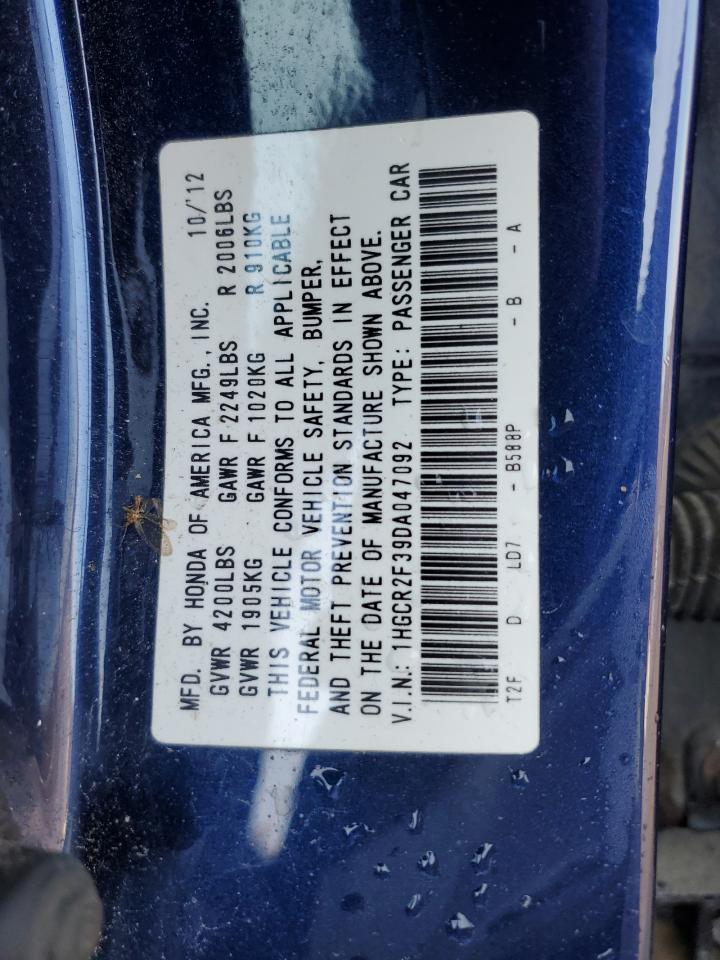 MFD. BY HONDA OF AMERICA MFG., INC. 10/'12
GVWR 4200LBS GAWR F 2249LBS R 2006LBS
GVWR 1905KG GAWR F 1020KG R 910KG
THIS VEHICLE CONFORMS TO ALL APPLICABLE
FEDERAL MOTOR VEHICLE SAFETY, BUMPER,
AND THEFT PREVENTION STANDARDS IN EFFECT
ON THE DATE OF MANUFACTURE SHOWN ABOVE.
V.I.N.: 1HGCR2F39DA047092 TYPE: PASSENGER CAR
T2F D LD7 - B588P - B - A